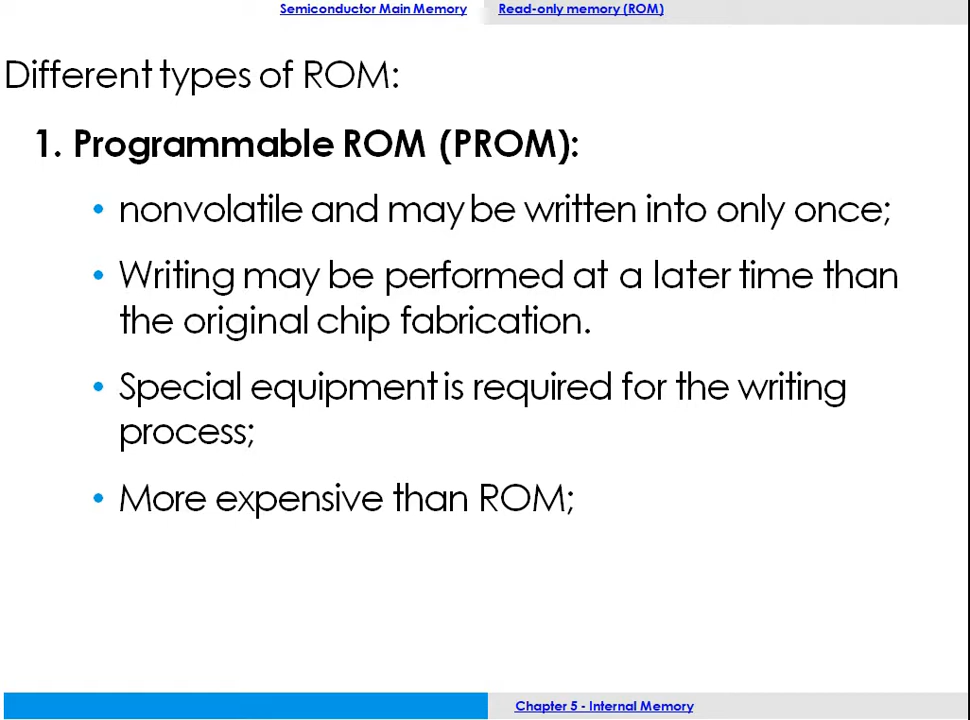 Semiconductor Main Memory Read-only memory (ROM)
Different types of ROM:
1. Programmable ROM (PROM):
• nonvolatile and may be written into only once;
• Writing may be performed at a later time than
the original chip fabrication.
• Special equipment is required for the writing
process;
• More expensive than ROM;
Chapter 5 - Internal Memory